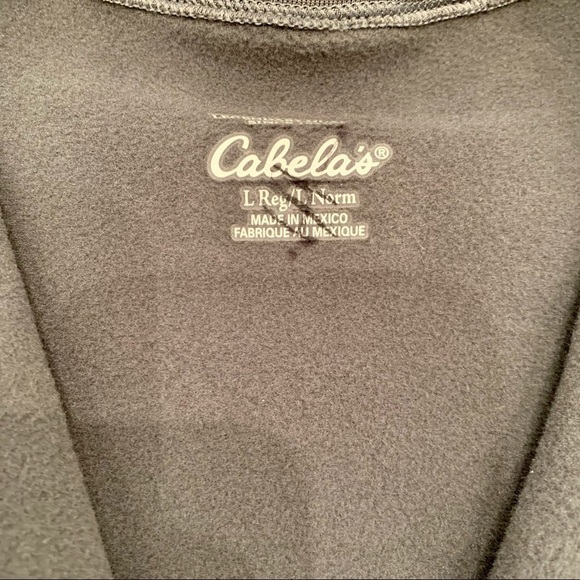 Cabela's®
L Reg/L Norm
MADE IN MEXICO
FABRIQUE AU MEXIQUE